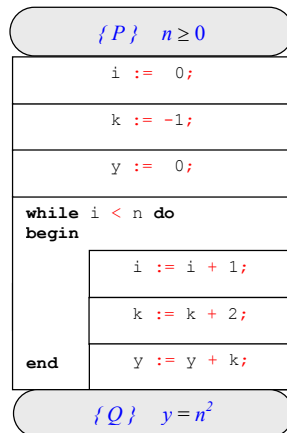 {P} n ≥ 0
i := 0;
k := -1;
y := 0;
while i < n do
begin
i := i + 1;
k := k + 2;
end y := y + k;
{Q} y = n²